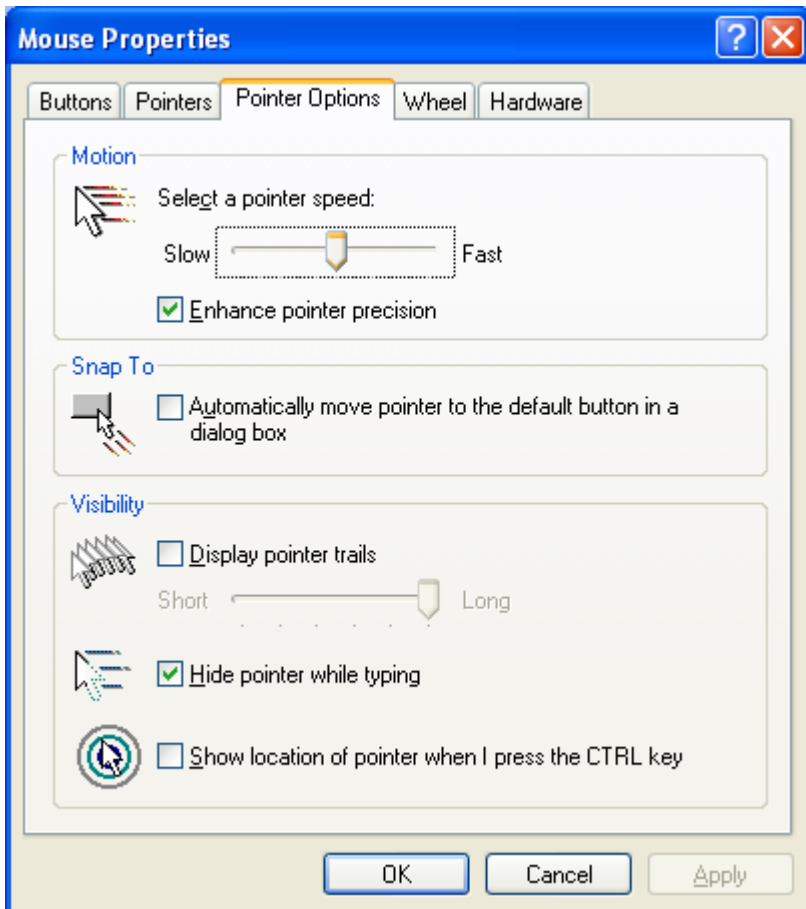 Mouse Properties
Buttons Pointers Pointer Options Wheel Hardware
Motion
Select a pointer speed:
Slow Fast
Enhance pointer precision
Snap To
Automatically move pointer to the default button in a
dialog box
Visibility
Display pointer trails
Short Long
Hide pointer while typing
Show location of pointer when I press the CTRL key
OK Cancel Apply